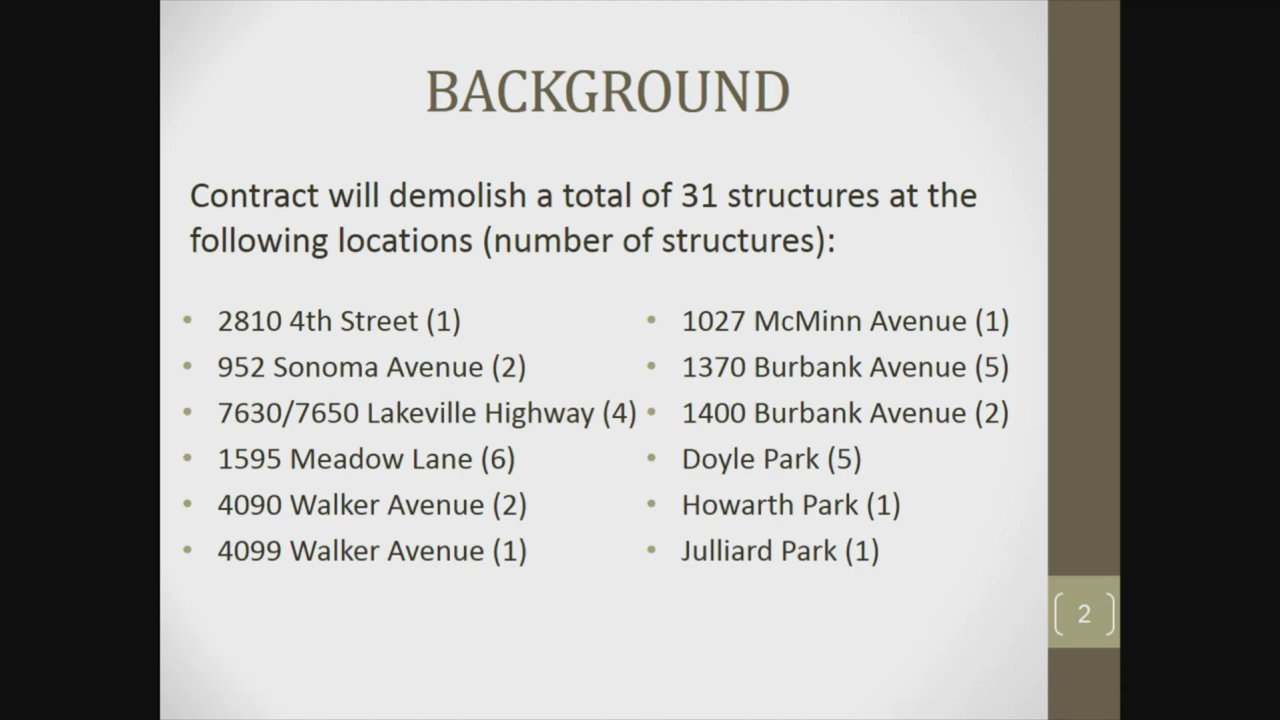 BACKGROUND
Contract will demolish a total of 31 structures at the
following locations (number of structures):
• 2810 4th Street (1)
• 952 Sonoma Avenue (2)
• 7630/7650 Lakeville Highway (4)
• 1595 Meadow Lane (6)
• 4090 Walker Avenue (2)
• 4099 Walker Avenue (1)
• 1027 McMinn Avenue (1)
• 1370 Burbank Avenue (5)
• 1400 Burbank Avenue (2)
• Doyle Park (5)
• Howarth Park (1)
• Julliard Park (1)
2